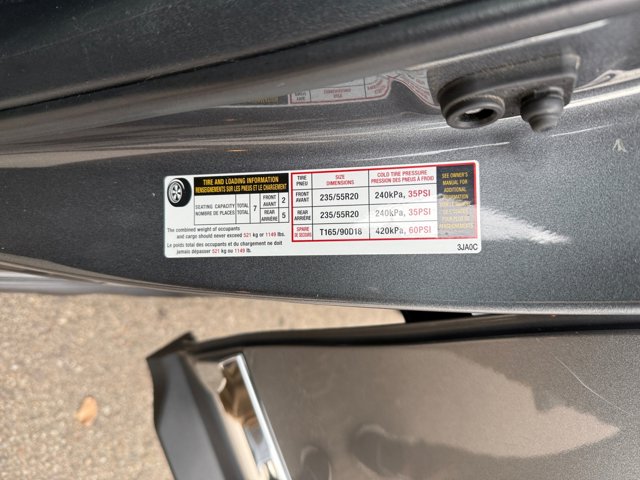 TIRE AND LOADING INFORMATION
RENSEIGNEMENTS SUR LES PNEUS ET LE CHARGEMENT
SEATING CAPACITY TOTAL
NOMBRE DE PLACES TOTAL
7
FRONT
AVANT
2
REAR
ARRIÈRE
5
The combined weight of occupants
and cargo should never exceed 521 kg or 1149 lbs.
Le poids total des occupants et du chargement ne doit
jamais dépasser 521 kg ou 1149 lb.
TIRE
PNEU
SIZE
DIMENSIONS
COLD TIRE PRESSURE
PRESSION DES PNEUS À FROID
FRONT
AVANT
235/55R20
240kPa, 35PSI
REAR
ARRIÈRE
235/55R20
240kPa, 35PSI
SPARE
DE SECOURS
T165/90D18
420kPa, 60PSI
SEE OWNER'S
MANUAL FOR
ADDITIONAL
INFORMATION
3JA0C